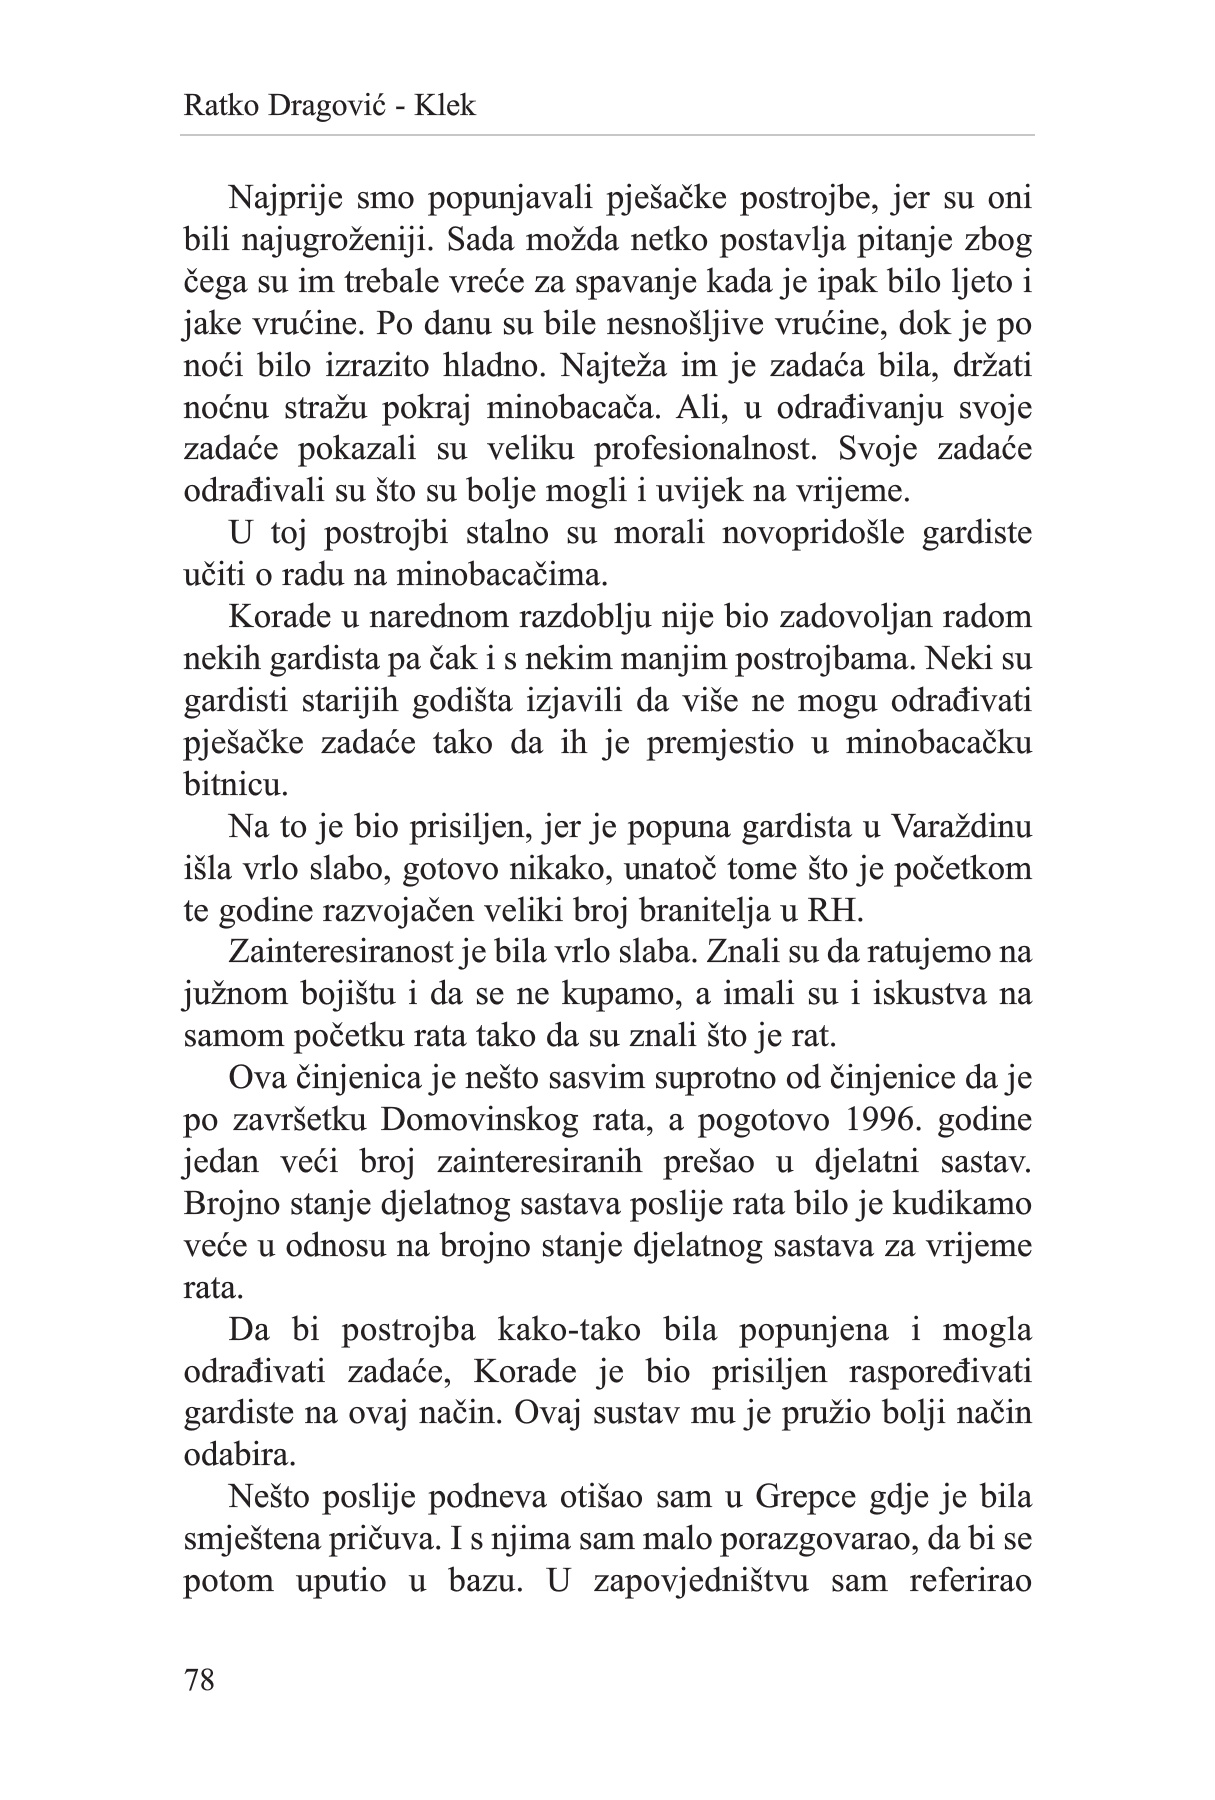 Ratko Dragović - Klek
Najprije smo popunjavali pješačke postrojbe, jer su oni
bili najugroženiji. Sada možda netko postavlja pitanje zbog
čega su im trebale vreće za spavanje kada je ipak bilo ljeto i
jake vrućine. Po danu su bile nesnošljive vrućine, dok je po
noći bilo izrazito hladno. Najteža im je zadaća bila, držati
noćnu stražu pokraj minobacača. Ali, u odrađivanju svoje
zadaće pokazali su veliku profesionalnost. Svoje zadaće
odrađivali su što su bolje mogli i uvijek na vrijeme.
U toj postrojbi stalno su morali novopridošle gardiste
učiti o radu na minobacačima.
Korade u narednom razdoblju nije bio zadovoljan radom
nekih gardista pa čak i s nekim manjim postrojbama. Neki su
gardisti starijih godišta izjavili da više ne mogu odrađivati
pješačke zadaće tako da ih je premjestio u minobacačku
bitnicu.
Na to je bio prisiljen, jer je popuna gardista u Varaždinu
išla vrlo slabo, gotovo nikako, unatoč tome što je početkom
te godine razvojačen veliki broj branitelja u RH.
Zainteresiranost je bila vrlo slaba. Znali su da ratujemo na
južnom bojištu i da se ne kupamo, a imali su i iskustva na
samom početku rata tako da su znali što je rat.
Ova činjenica je nešto sasvim suprotno od činjenice da je
po završetku Domovinskog rata, a pogotovo 1996. godine
jedan veći broj zainteresiranih prešao u djelatni sastav.
Brojno stanje djelatnog sastava poslije rata bilo je kudikamo
veće u odnosu na brojno stanje djelatnog sastava za vrijeme
rata.
Da bi postrojba kako-tako bila popunjena i mogla
odrađivati zadaće, Korade je bio prisiljen raspoređivati
gardiste na ovaj način. Ovaj sustav mu je pružio bolji način
odabira.
Nešto poslije podneva otišao sam u Grepce gdje je bila
smještena pričuva. I s njima sam malo porazgovarao, da bi se
potom uputio u bazu. U zapovjedništvu sam referirao
78